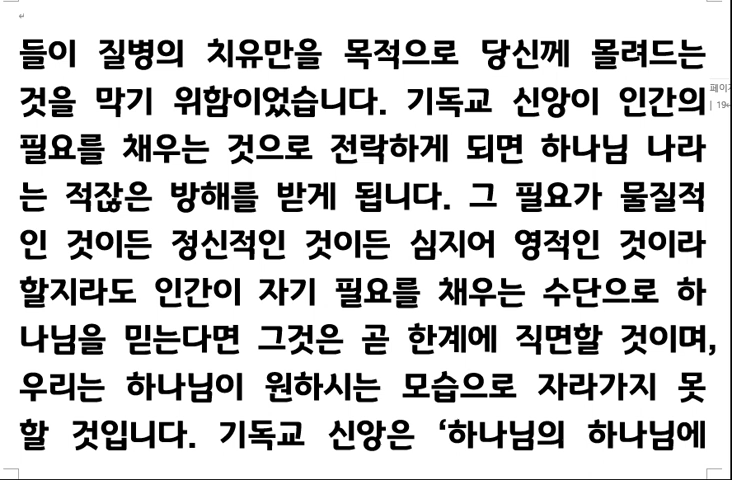 들이 질병의 치유만을 목적으로 당신께 몰려드는
것을 막기 위함이었습니다. 기독교 신앙이 인간의
필요를 채우는 것으로 전락하게 되면 하나님 나라
는 적잖은 방해를 받게 됩니다. 그 필요가 물질적
인 것이든 정신적인 것이든 심지어 영적인 것이라
할지라도 인간이 자기 필요를 채우는 수단으로 하
나님을 믿는다면 그것은 곧 한계에 직면할 것이며,
우리는 하나님이 원하시는 모습으로 자라가지 못
할 것입니다. 기독교 신앙은 ‘하나님의 하나님에
페이지
| 19